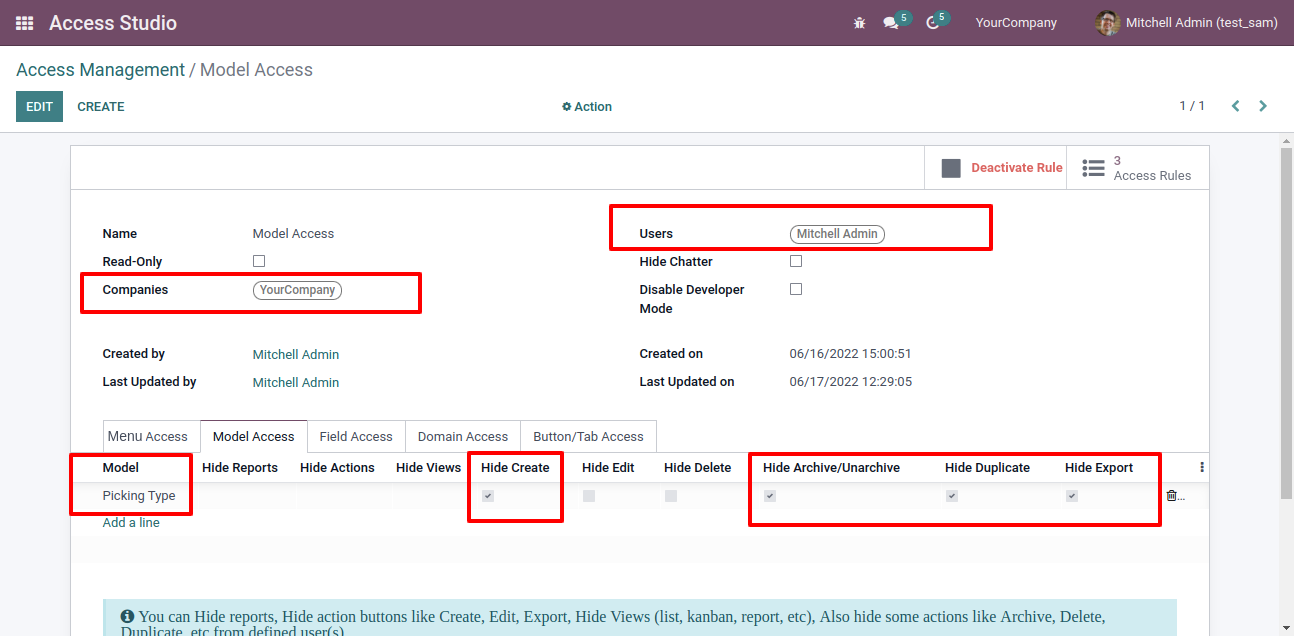 Access Studio 5 5 YourCompany Mitchell Admin (test_sam)
Access Management / Model Access
EDIT CREATE Action 1 / 1
Deactivate Rule 3
Access Rules
Name Model Access Users Mitchell Admin
Read-Only Hide Chatter
Companies YourCompany Disable Developer
Mode
Created by Mitchell Admin Created on 06/16/2022 15:00:51
Last Updated by Mitchell Admin Last Updated on 06/17/2022 12:29:05
Menu Access Model Access Field Access Domain Access Button/Tab Access
Model Hide Reports Hide Actions Hide Views Hide Create Hide Edit Hide Delete Hide Archive/Unarchive Hide Duplicate Hide Export
Picking Type ...
Add a line
You can Hide reports, Hide action buttons like Create, Edit, Export, Hide Views (list, kanban, report, etc), Also hide some actions like Archive, Delete,
Duplicate, etc from defined user(s)